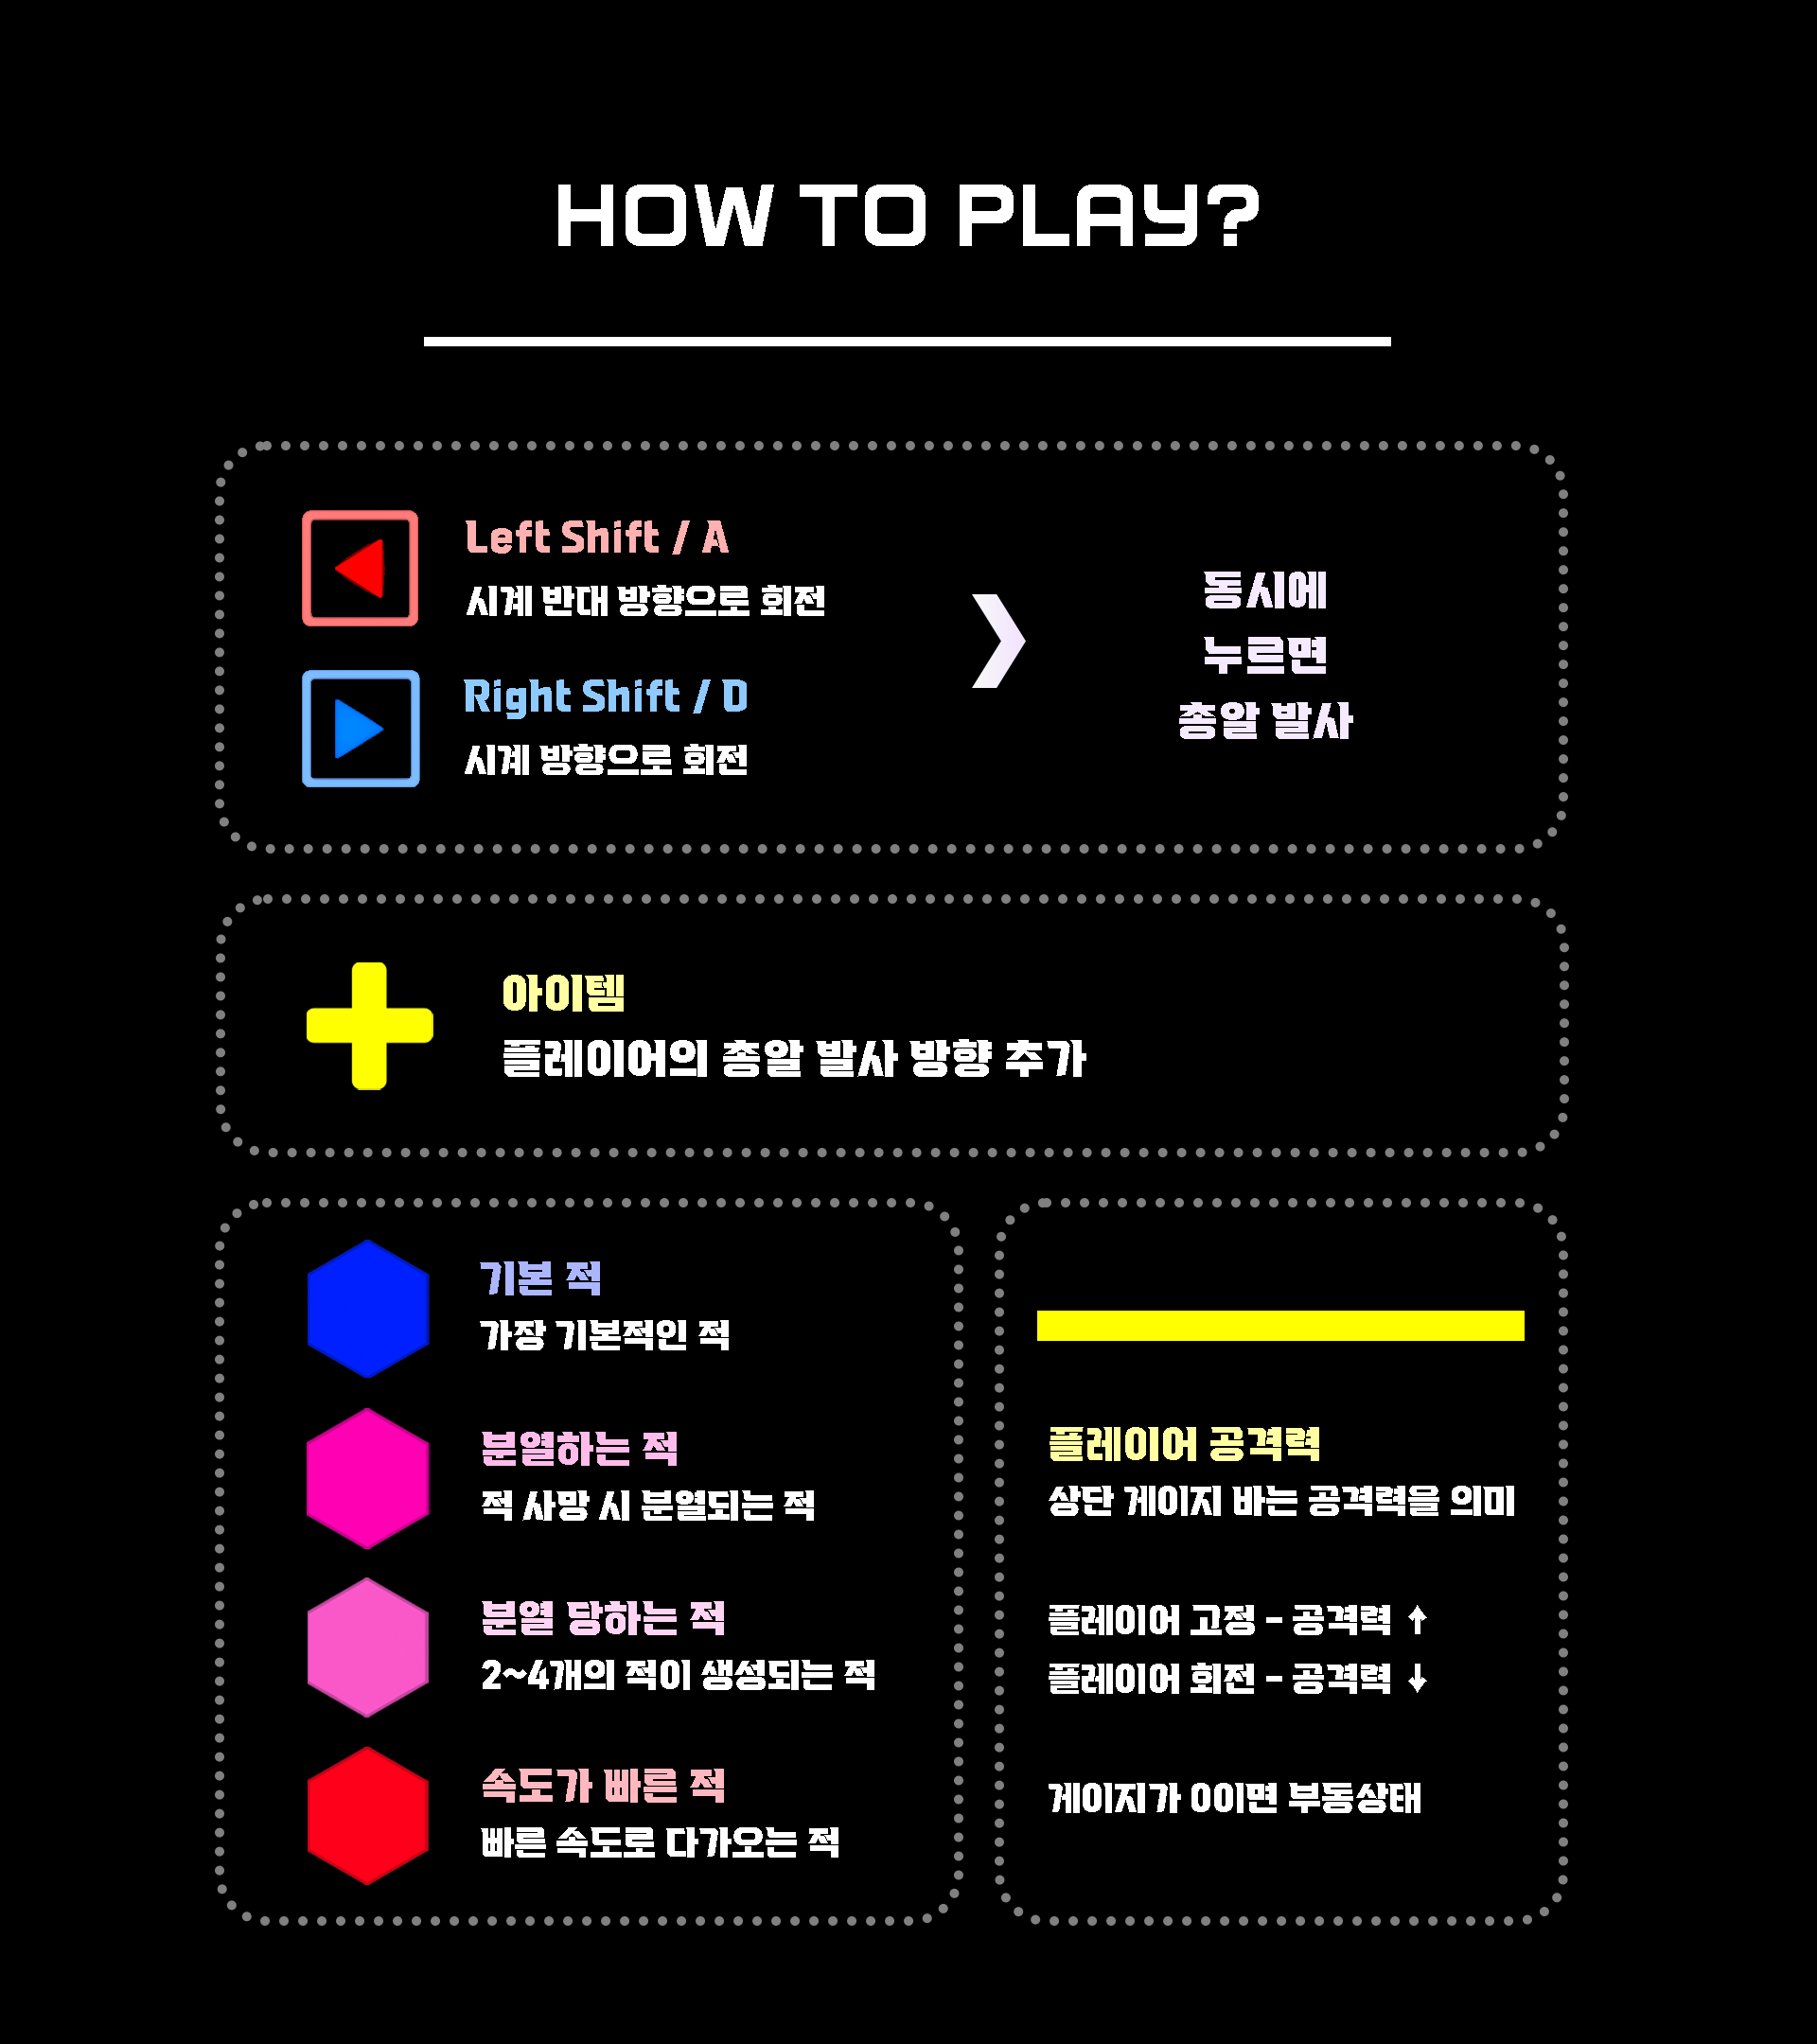 HOW TO PLAY?
Left Shift / A
시계 반대 방향으로 회전
Right Shift / D
시계 방향으로 회전
동시에
누르면
총알 발사
아이템
플레이어의 총알 발사 방향 추가
기본 적
가장 기본적인 적
분열하는 적
적 사망 시 분열되는 적
분열 당하는 적
2~4개의 적이 생성되는 적
속도가 빠른 적
빠른 속도로 다가오는 적
플레이어 공격력
상단 게이지 바는 공격력을 의미
플레이어 고정 - 공격력 ↑
플레이어 회전 - 공격력 ↓
게이지가 0이면 부동상태